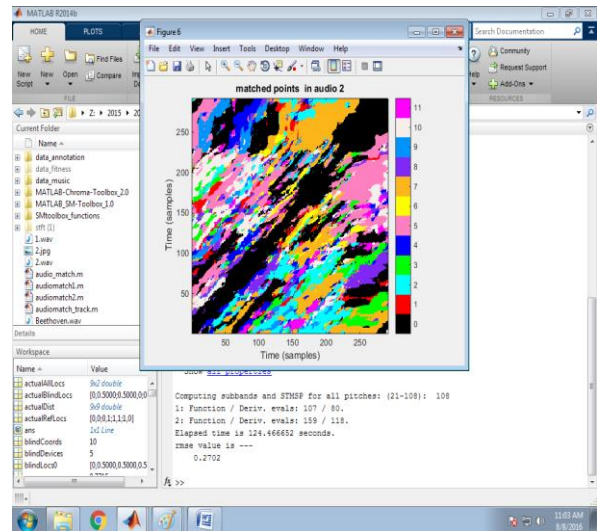 MATLAB R2014b
HOME
PLOTS
Search Documentation
New Script
New
Open
Find Files
Compare
FILE
Community
Request Support
Add-Ons
RESOURCES
Z: 2015
Current Folder
Name
data_annotation
data_fitness
data_music
MATLAB-Chroma-Toolbox_2.0
MATLAB_SM-Toolbox_1.0
SMtoolbox_functions
stft (1)
1.wav
2.jpg
2.wav
audio_match.m
audiomatch1.m
audiomatch2.m
audiomatch_track.m
Beethoven.wav
Details
Workspace
Name Value
actualAllLocs 9x2 double
actualBlindLocs [0,0.5000;0.5000;0,0
actualDist 9x9 double
actualRefLocs [0,0;0,1;1,1;1,0]
ans 1x1 Line
blindCoords 10
blindDevices 5
blindLocs0 [0,0.5000,0.5000,0.5
Figure 6
File Edit View Insert Tools Desktop Window Help
matched points in audio 2
Time (samples)
250
200
150
100
50
50 100 150 200 250
Time (samples)
11
10
9
8
7
6
5
4
3
2
1
0
Show all properties
Computing subbands and STMSP for all pitches: (21-108): 108
1: Function / Deriv. evals: 107 / 80.
2: Function / Deriv. evals: 159 / 118.
Elapsed time is 124.466652 seconds.
rmse value is ---
0.2702
fx >>
11:03 AM
8/8/2016